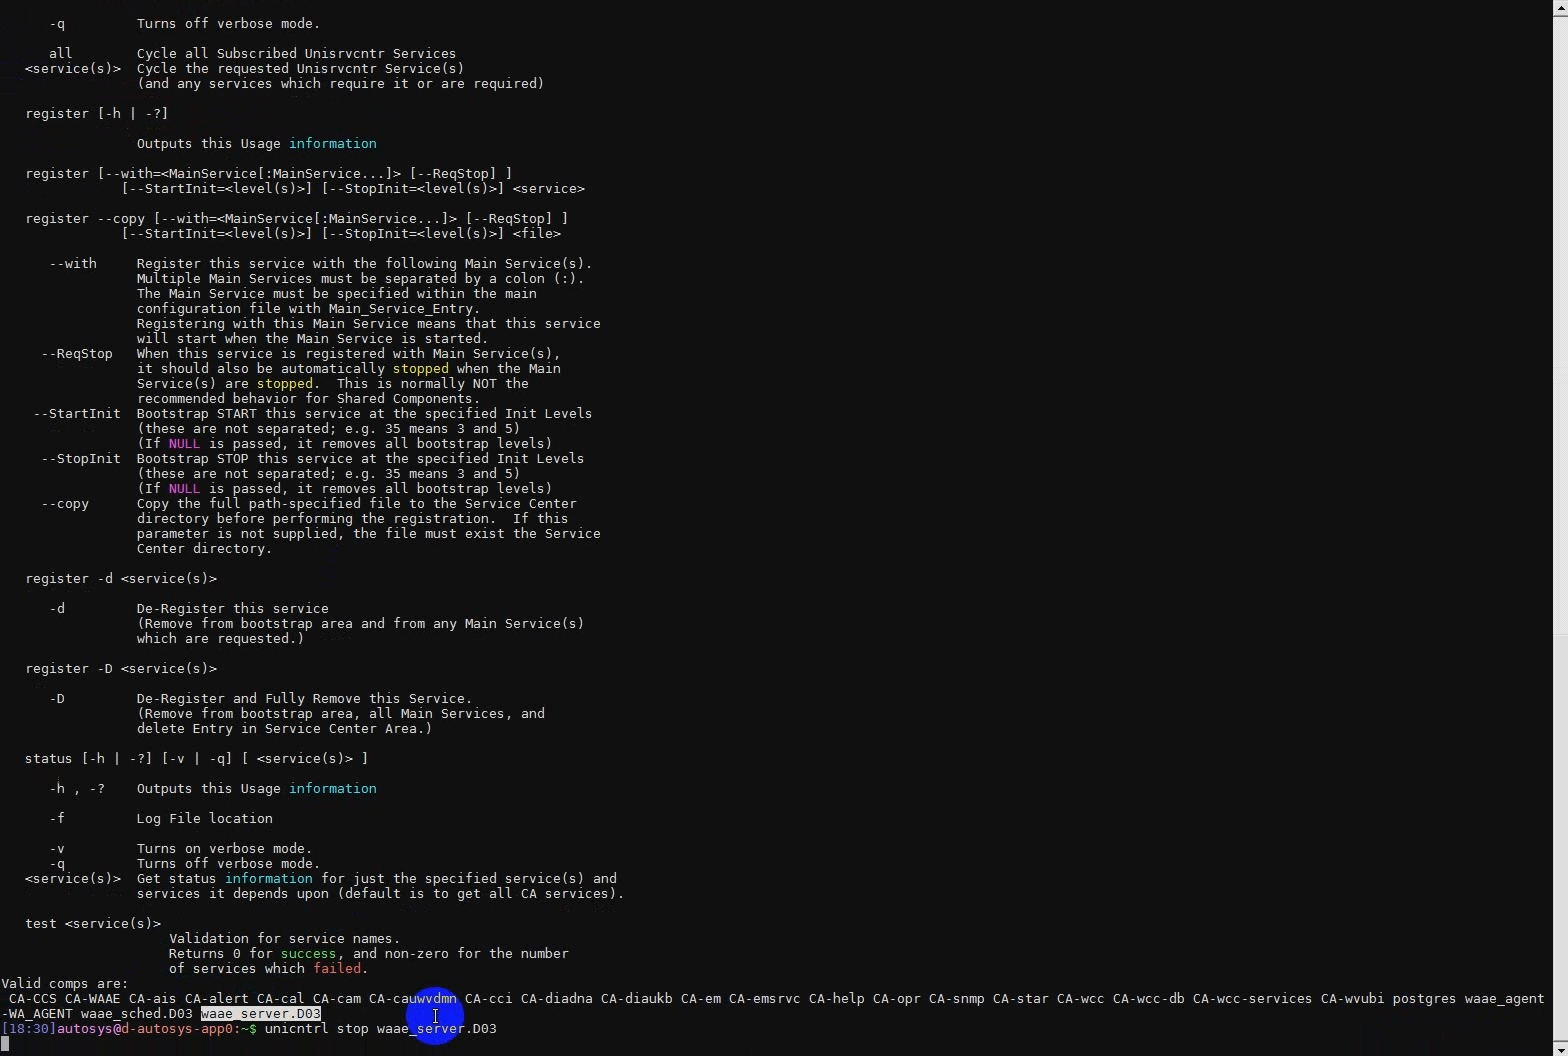 -q Turns off verbose mode.
all Cycle all Subscribed Unisrvcntr Services
<service(s)> Cycle the requested Unisrvcntr Service(s)
(and any services which require it or are required)
register [-h | -?]
Outputs this Usage information
register [--with=<MainService[:MainService...]> [--ReqStop] ]
[--StartInit=<level(s)>] [--StopInit=<level(s)>] <service>
register --copy [--with=<MainService[:MainService...]> [--ReqStop] ]
[--StartInit=<level(s)>] [--StopInit=<level(s)>] <file>
--with Register this service with the following Main Service(s).
Multiple Main Services must be separated by a colon (:).
The Main Service must be specified within the main
configuration file with Main_Service_Entry.
Registering with this Main Service means that this service
will start when the Main Service is started.
--ReqStop When this service is registered with Main Service(s),
it should also be automatically stopped when the Main
Service(s) are stopped. This is normally NOT the
recommended behavior for Shared Components.
--StartInit Bootstrap START this service at the specified Init Levels
(these are not separated; e.g. 35 means 3 and 5)
(If NULL is passed, it removes all bootstrap levels)
--StopInit Bootstrap STOP this service at the specified Init Levels
(these are not separated; e.g. 35 means 3 and 5)
(If NULL is passed, it removes all bootstrap levels)
--copy Copy the full path-specified file to the Service Center
directory before performing the registration. If this
parameter is not supplied, the file must exist the Service
Center directory.
register -d <service(s)>
-d De-Register this service
(Remove from bootstrap area and from any Main Service(s)
which are requested.)
register -D <service(s)>
-D De-Register and Fully Remove this Service.
(Remove from bootstrap area, all Main Services, and
delete Entry in Service Center Area.)
status [-h | -?] [-v | -q] [ <service(s)> ]
-h , -? Outputs this Usage information
-f Log File location
-v Turns on verbose mode.
-q Turns off verbose mode.
<service(s)> Get status information for just the specified service(s) and
services it depends upon (default is to get all CA services).
test <service(s)>
Validation for service names.
Returns 0 for success, and non-zero for the number
of services which failed.
Valid comps are:
CA-CCS CA-WAAE CA-ais CA-alert CA-cal CA-cam CA-cauwvdmn CA-cci CA-diadna CA-diaukb CA-em CA-emsrvc CA-help CA-opr CA-snmp CA-star CA-wcc CA-wcc-db CA-wcc-services CA-wvubi postgres waae_agent
-WA_AGENT waae_sched.D03 waae_server.D03
[18:30]autosys@d-autosys-app0:~$ unicntrl stop waae_server.D03